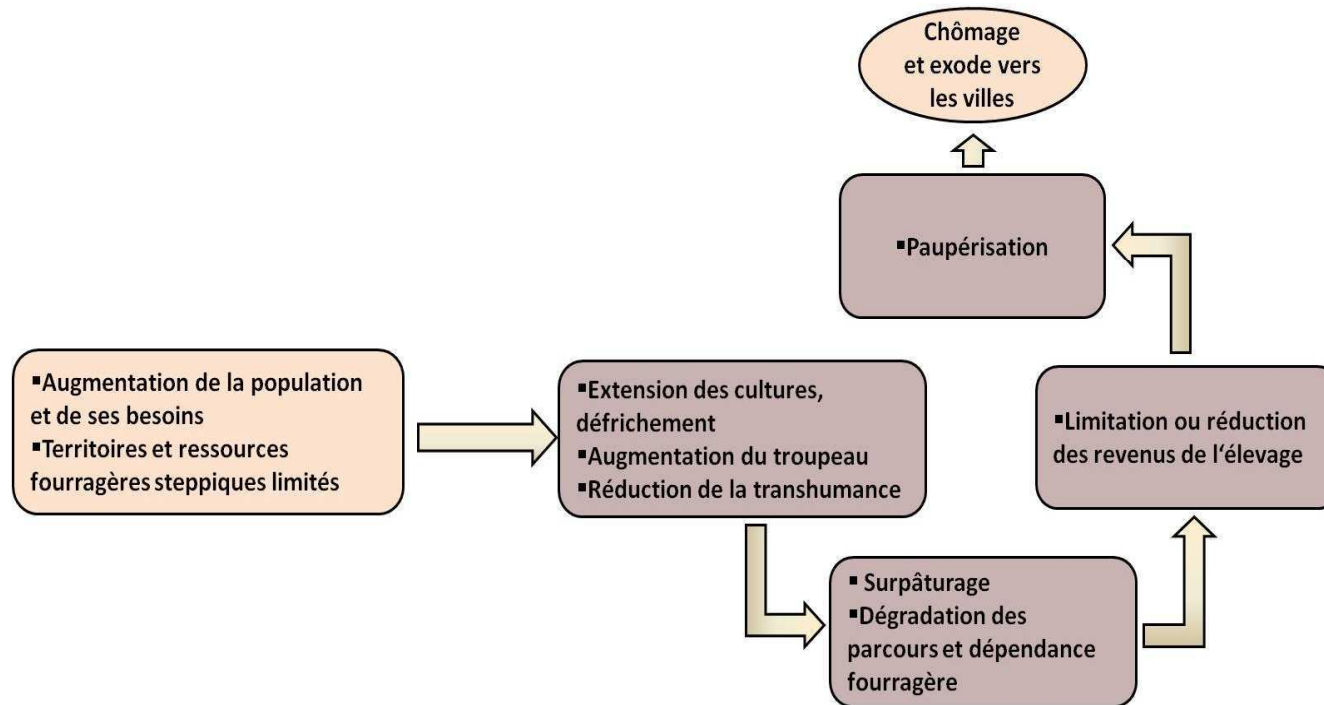 ▪Augmentation de la population
et de ses besoins
▪Territoires et ressources
fourragères steppiques limités
▪Extension des cultures,
défrichement
▪Augmentation du troupeau
▪Réduction de la transhumance
▪ Surpâturage
▪Dégradation des
parcours et dépendance
fourragère
▪Limitation ou réduction
des revenus de l‘élevage
▪Paupérisation
Chômage
et exode vers
les villes